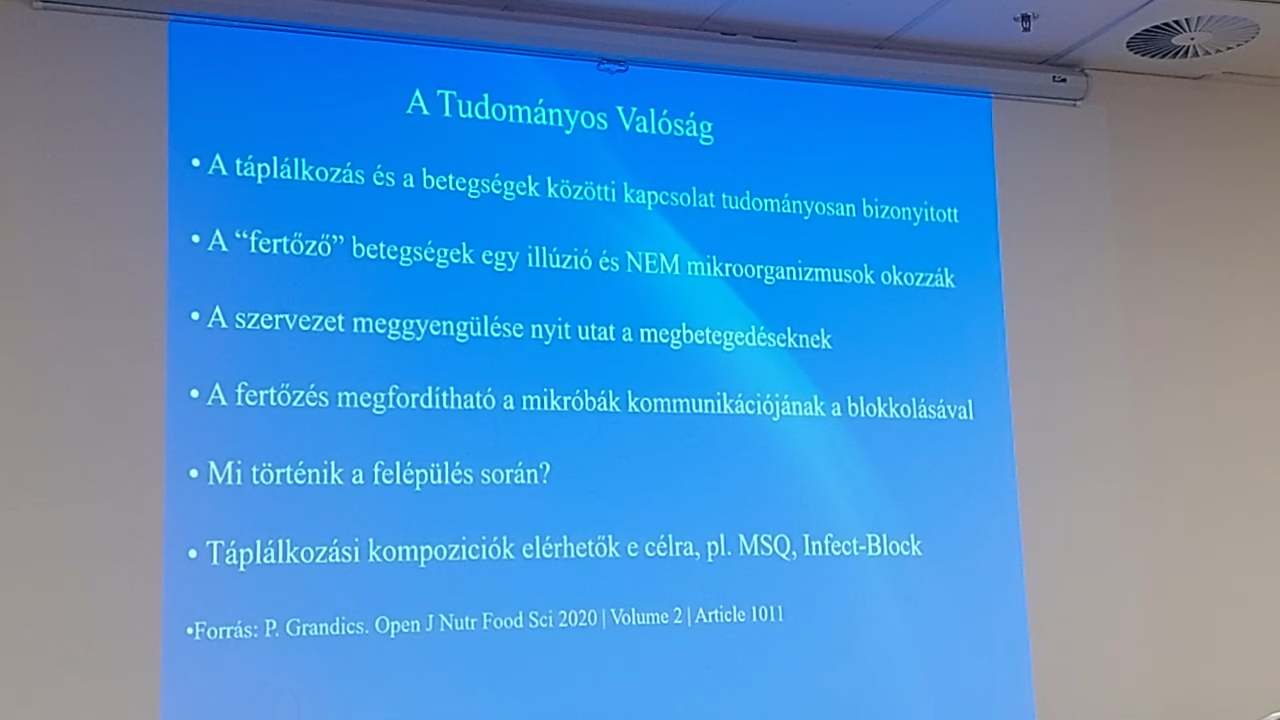 A Tudományos Valóság
• A táplálkozás és a betegségek közötti kapcsolat tudományosan bizonyitott
• A “fertőző” betegségek egy illúzió és NEM mikroorganizmusok okozzák
• A szervezet meggyengülése nyit utat a megbetegedéseknek
• A fertőzés megfordítható a mikróbák kommunikációjának a blokkolásával
• Mi történik a felépülés során?
• Táplálkozási kompoziciók elérhetők e célra, pl. MSQ, Infect-Block
•Forrás: P. Grandics. Open J Nutr Food Sci 2020 | Volume 2 | Article 1011